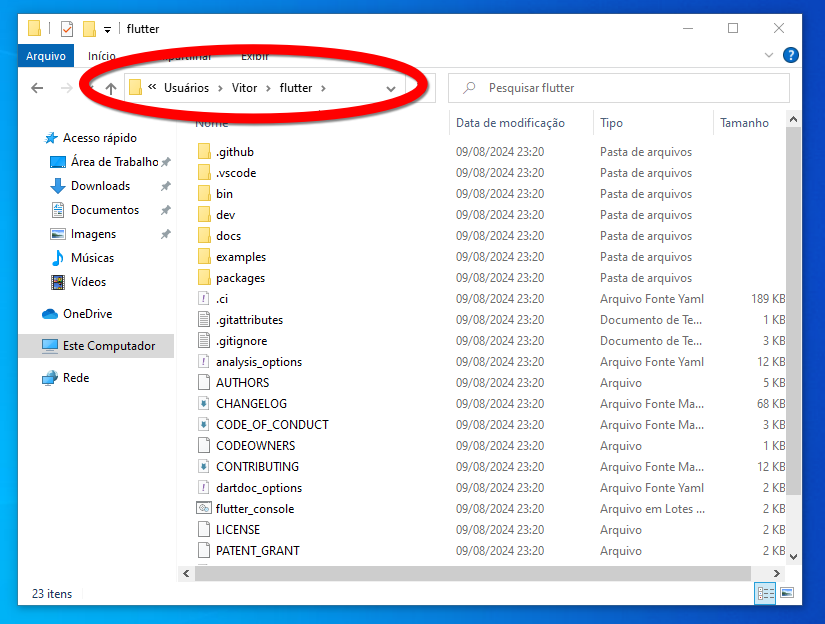 flutter
Arquivo Início Exibir
« Usuários > Vitor > flutter >
Pesquisar flutter
Acesso rápido
Área de Trabalho
Downloads
Documentos
Imagens
Músicas
Vídeos
OneDrive
Este Computador
Rede
Nome Data de modificação Tipo Tamanho
.github 09/08/2024 23:20 Pasta de arquivos
.vscode 09/08/2024 23:20 Pasta de arquivos
bin 09/08/2024 23:20 Pasta de arquivos
dev 09/08/2024 23:20 Pasta de arquivos
docs 09/08/2024 23:20 Pasta de arquivos
examples 09/08/2024 23:20 Pasta de arquivos
packages 09/08/2024 23:20 Pasta de arquivos
.ci 09/08/2024 23:20 Arquivo Fonte Yaml 189 KB
.gitattributes 09/08/2024 23:20 Documento de Te... 1 KB
.gitignore 09/08/2024 23:20 Documento de Te... 3 KB
analysis_options 09/08/2024 23:20 Arquivo Fonte Yaml 12 KB
AUTHORS 09/08/2024 23:20 Arquivo 5 KB
CHANGELOG 09/08/2024 23:20 Arquivo Fonte Ma... 68 KB
CODE_OF_CONDUCT 09/08/2024 23:20 Arquivo Fonte Ma... 3 KB
CODEOWNERS 09/08/2024 23:20 Arquivo 1 KB
CONTRIBUTING 09/08/2024 23:20 Arquivo Fonte Ma... 12 KB
dartdoc_options 09/08/2024 23:20 Arquivo Fonte Yaml 2 KB
flutter_console 09/08/2024 23:20 Arquivo em Lotes ... 2 KB
LICENSE 09/08/2024 23:20 Arquivo 2 KB
PATENT_GRANT 09/08/2024 23:20 Arquivo 2 KB
23 itens